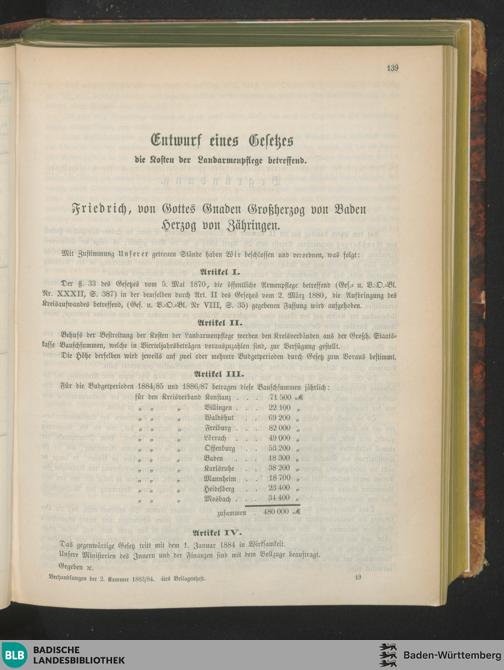 139
Entwurf eines Gesetzes
die Kosten der Landarmenpflege betreffend.
Friedrich, von Gottes Gnaden Großherzog von Baden
Herzog von Zähringen.
Mit Zustimmung Unserer getreuen Stände haben Wir beschlossen und verordnen, was folgt:
Artikel I.
Der §. 33 des Gesetzes vom 5. Mai 1870, die öffentliche Armenpflege betreffend (Ges.- u. V.-O.-Bl.
Nr. XXXII, S. 387) in der denselben durch Art. II des Gesetzes vom 2. März 1880, die Aufbringung des
Kreisaufwandes betreffend, (Ges. u. V.-O.-Bl. Nr VIII, S. 35) gegebenen Fassung wird aufgehoben.
Artikel II.
Behufs der Bestreitung der Kosten der Landarmenpflege werden den Kreisverbänden aus der Grosh. Staats-
kasse Bauschsummen, welche in Vierteljahrsbeträgen vorauszuzahlen sind, zur Verfügung gestellt.
Die Höhe derselben wird jeweils auf zwei oder mehrere Budgetperioden durch Gesetz zum Voraus bestimmt.
Artikel III.
Für die Budgetperioden 1884/85 und 1886/87 betragen diese Bauschsummen jährlich:
für den Kreisverband Konstanz . . . 71 500 ℳ
„ „ „ Villingen . . . 22 100 „
„ „ „ Waldshut . . . 69 200 „
„ „ „ Freiburg . . . 82 000 „
„ „ „ Lörrach . . . 49 000 „
„ „ „ Offenburg . . . 53 200 „
„ „ „ Baden . . . 18 300 „
„ „ „ Karlsruhe . . . 38 200 „
„ „ „ Mannheim . . . 18 700 „
„ „ „ Heidelberg . . . 23 400 „
„ „ „ Mosbach . . . 34 400 „
zusammen 480 000 ℳ
Artikel IV.
Das gegenwärtige Gesetz tritt mit dem 1. Januar 1884 in Wirksamkeit.
Unsere Ministerien des Innern und der Finanzen sind mit dem Vollzuge beauftragt.
Gegeben ꝛc.
Verhandlungen der 2. Kammer 1883/84. 4tes Beilagenheft. 19
BLB BADISCHE
LANDESBIBLIOTHEK
Baden-Württemberg